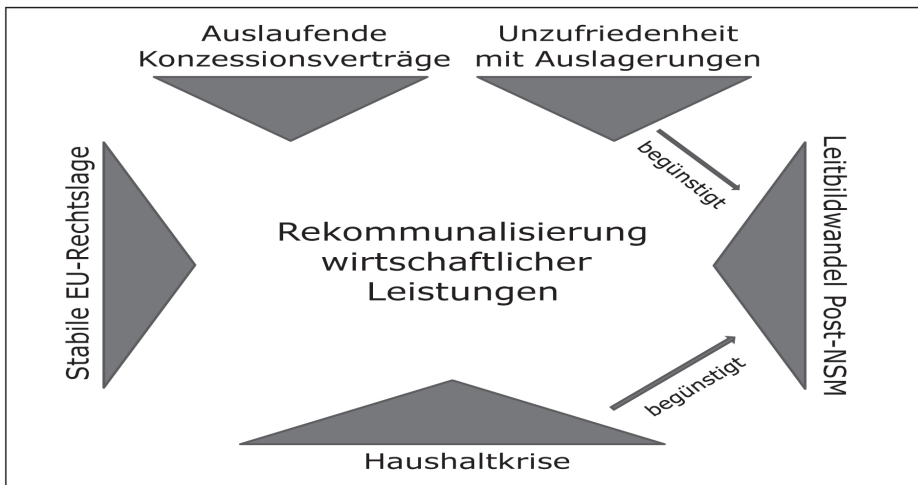 Auslaufende
Konzessionsverträge
Unzufriedenheit
mit Auslagerungen
begünstigt
Stabile EU-Rechtslage
Rekommunalisierung
wirtschaftlicher
Leistungen
Leitbildwandel Post-NSM
begünstigt
Haushaltkrise